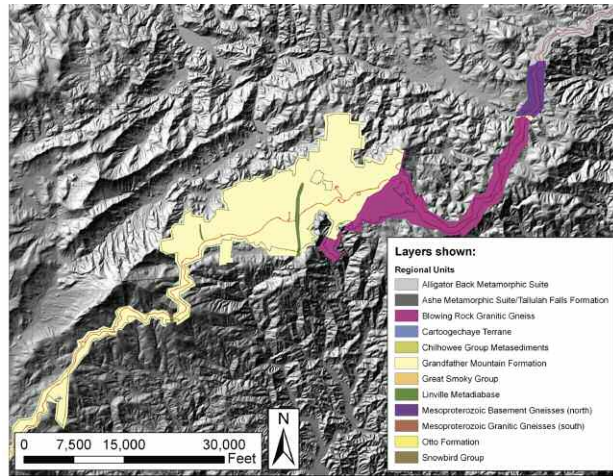 Layers shown:
Regional Units
Alligator Back Metamorphic Suite
Ashe Metamorphic Suite/Tallulah Falls Formation
Blowing Rock Granitic Gneiss
Cartoogechaye Terrane
Chilhowee Group Metasediments
Grandfather Mountain Formation
Great Smoky Group
Linville Metadiabase
Mesoproterozoic Basement Gneisses (north)
Mesoproterozoic Granitic Gneisses (south)
Otto Formation
Snowbird Group
N
0 7,500 15,000 30,000
Feet